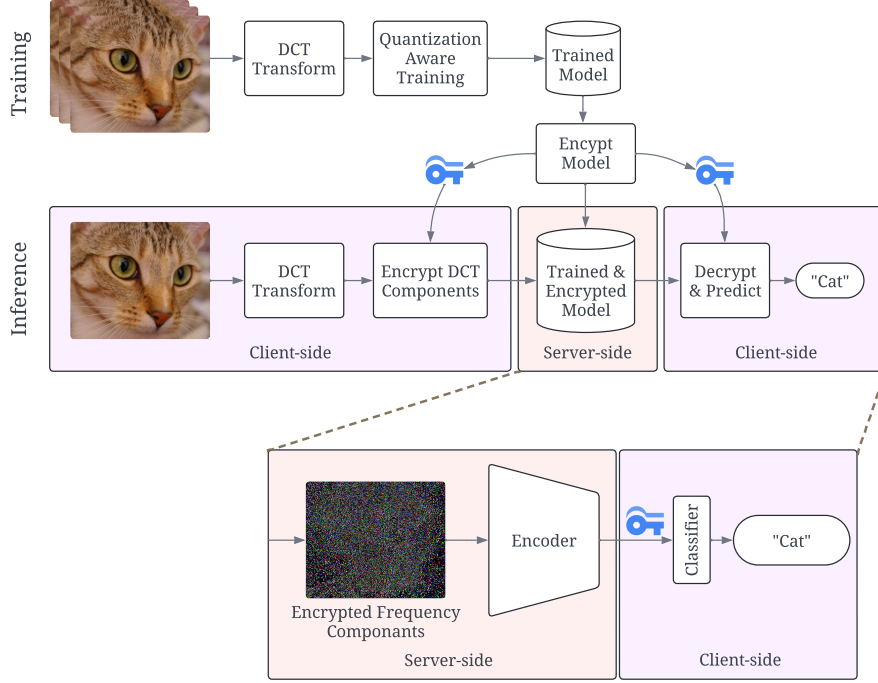 Training
DCT
Transform
Quantization
Aware
Training
Trained
Model
Encypt
Model
Inference
DCT
Transform
Encrypt DCT
Components
Trained &
Encrypted
Model
Decrypt
& Predict
"Cat"
Client-side
Server-side
Client-side
Encoder
Classifier
"Cat"
Encrypted Frequency
Componants
Server-side
Client-side